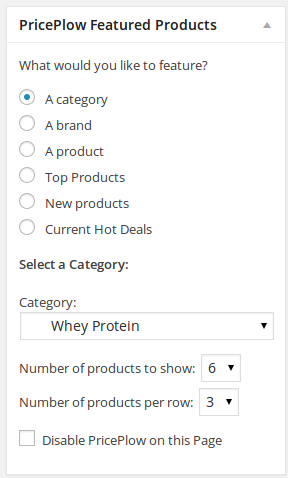 PricePlow Featured Products
What would you like to feature?
A category
A brand
A product
Top Products
New products
Current Hot Deals
Select a Category:
Category:
Whey Protein
Number of products to show: 6
Number of products per row: 3
Disable PricePlow on this Page